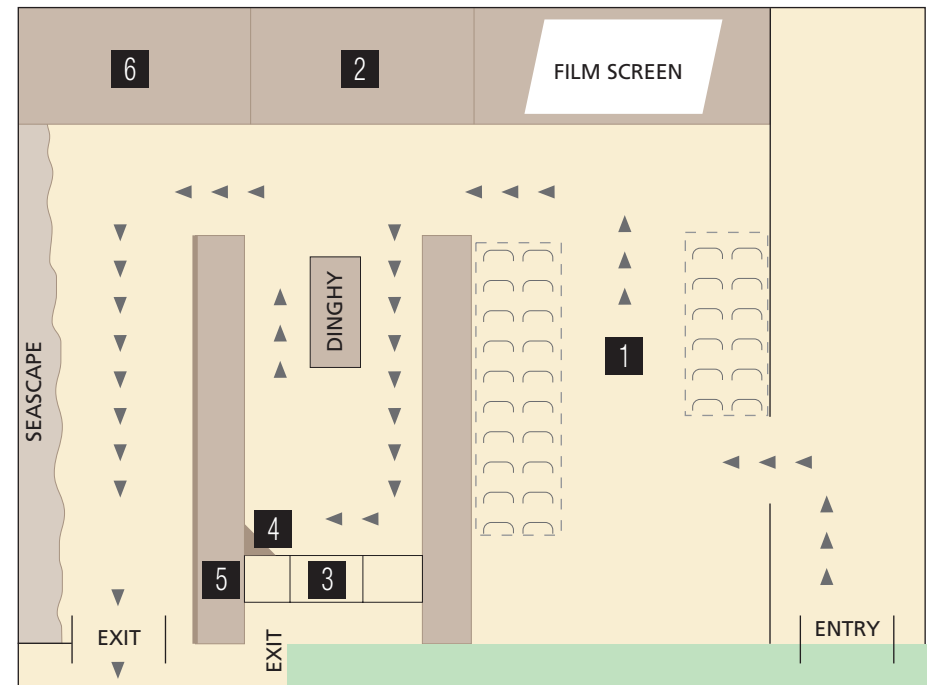 6
2
FILM SCREEN
DINGHY
1
SEASCAPE
4
5
3
EXIT
EXIT
ENTRY